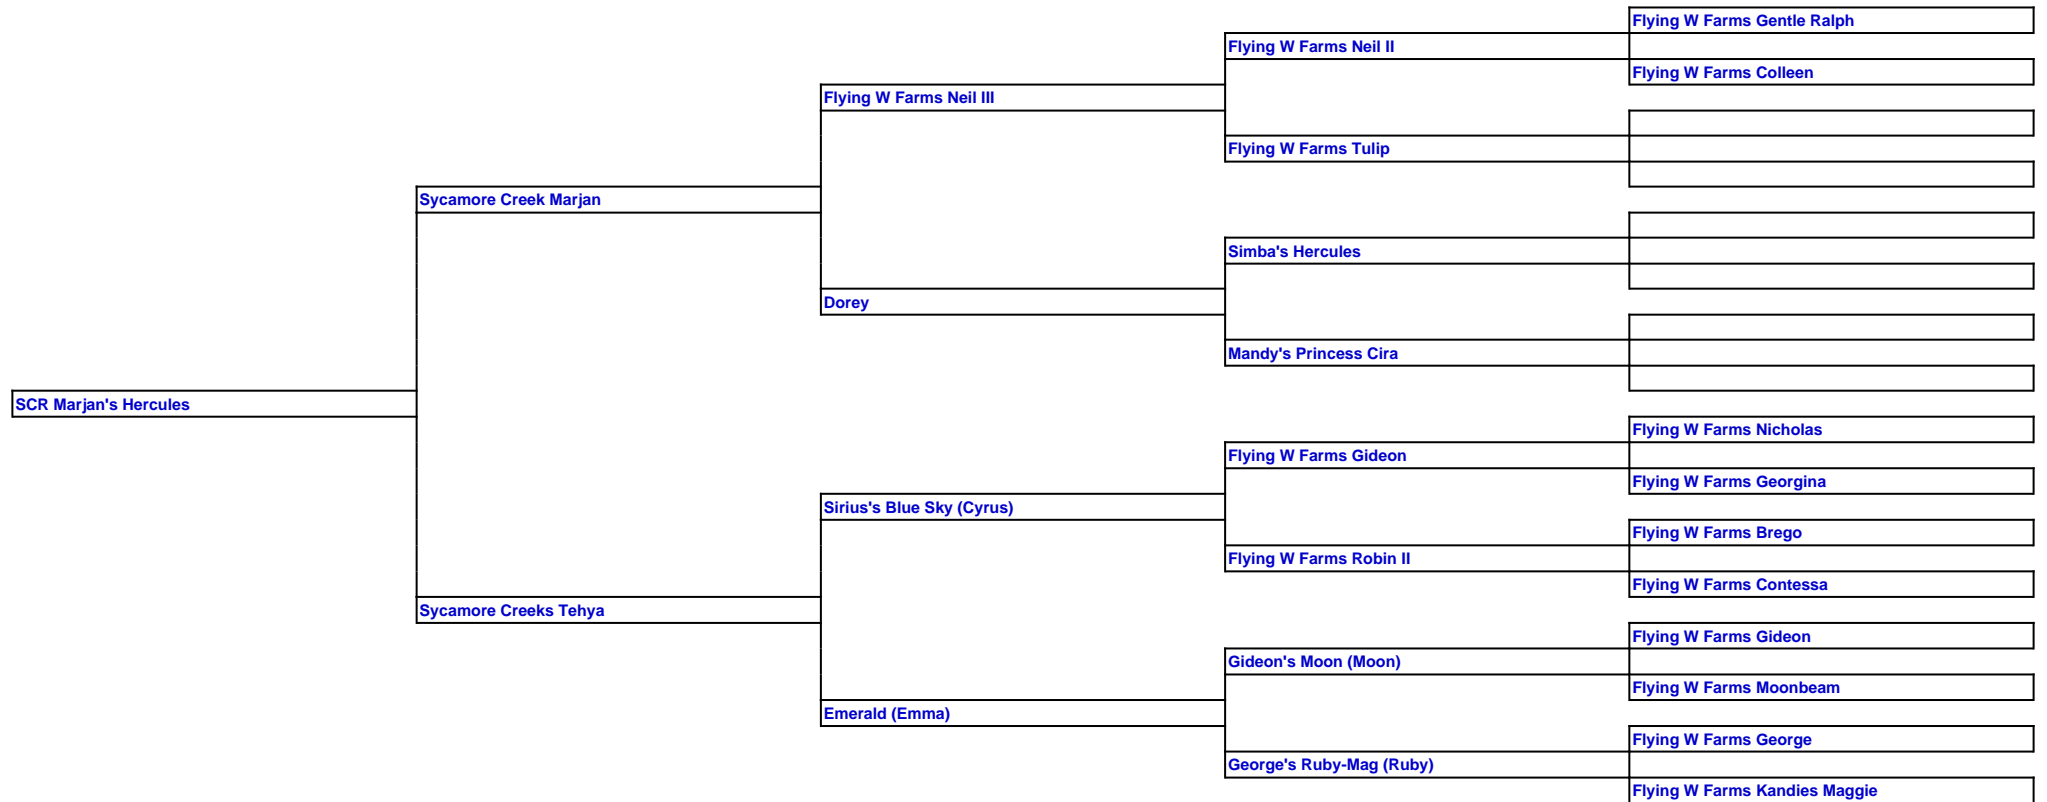 Flying W Farms Gentle Ralph
Flying W Farms Neil II
Flying W Farms Colleen
Flying W Farms Neil III
Flying W Farms Tulip
Sycamore Creek Marjan
Simba's Hercules
Dorey
Mandy's Princess Cira
SCR Marjan's Hercules
Flying W Farms Nicholas
Flying W Farms Gideon
Flying W Farms Georgina
Sirius's Blue Sky (Cyrus)
Flying W Farms Brego
Flying W Farms Robin II
Flying W Farms Contessa
Sycamore Creeks Tehya
Flying W Farms Gideon
Gideon's Moon (Moon)
Flying W Farms Moonbeam
Emerald (Emma)
Flying W Farms George
George's Ruby-Mag (Ruby)
Flying W Farms Kandies Maggie